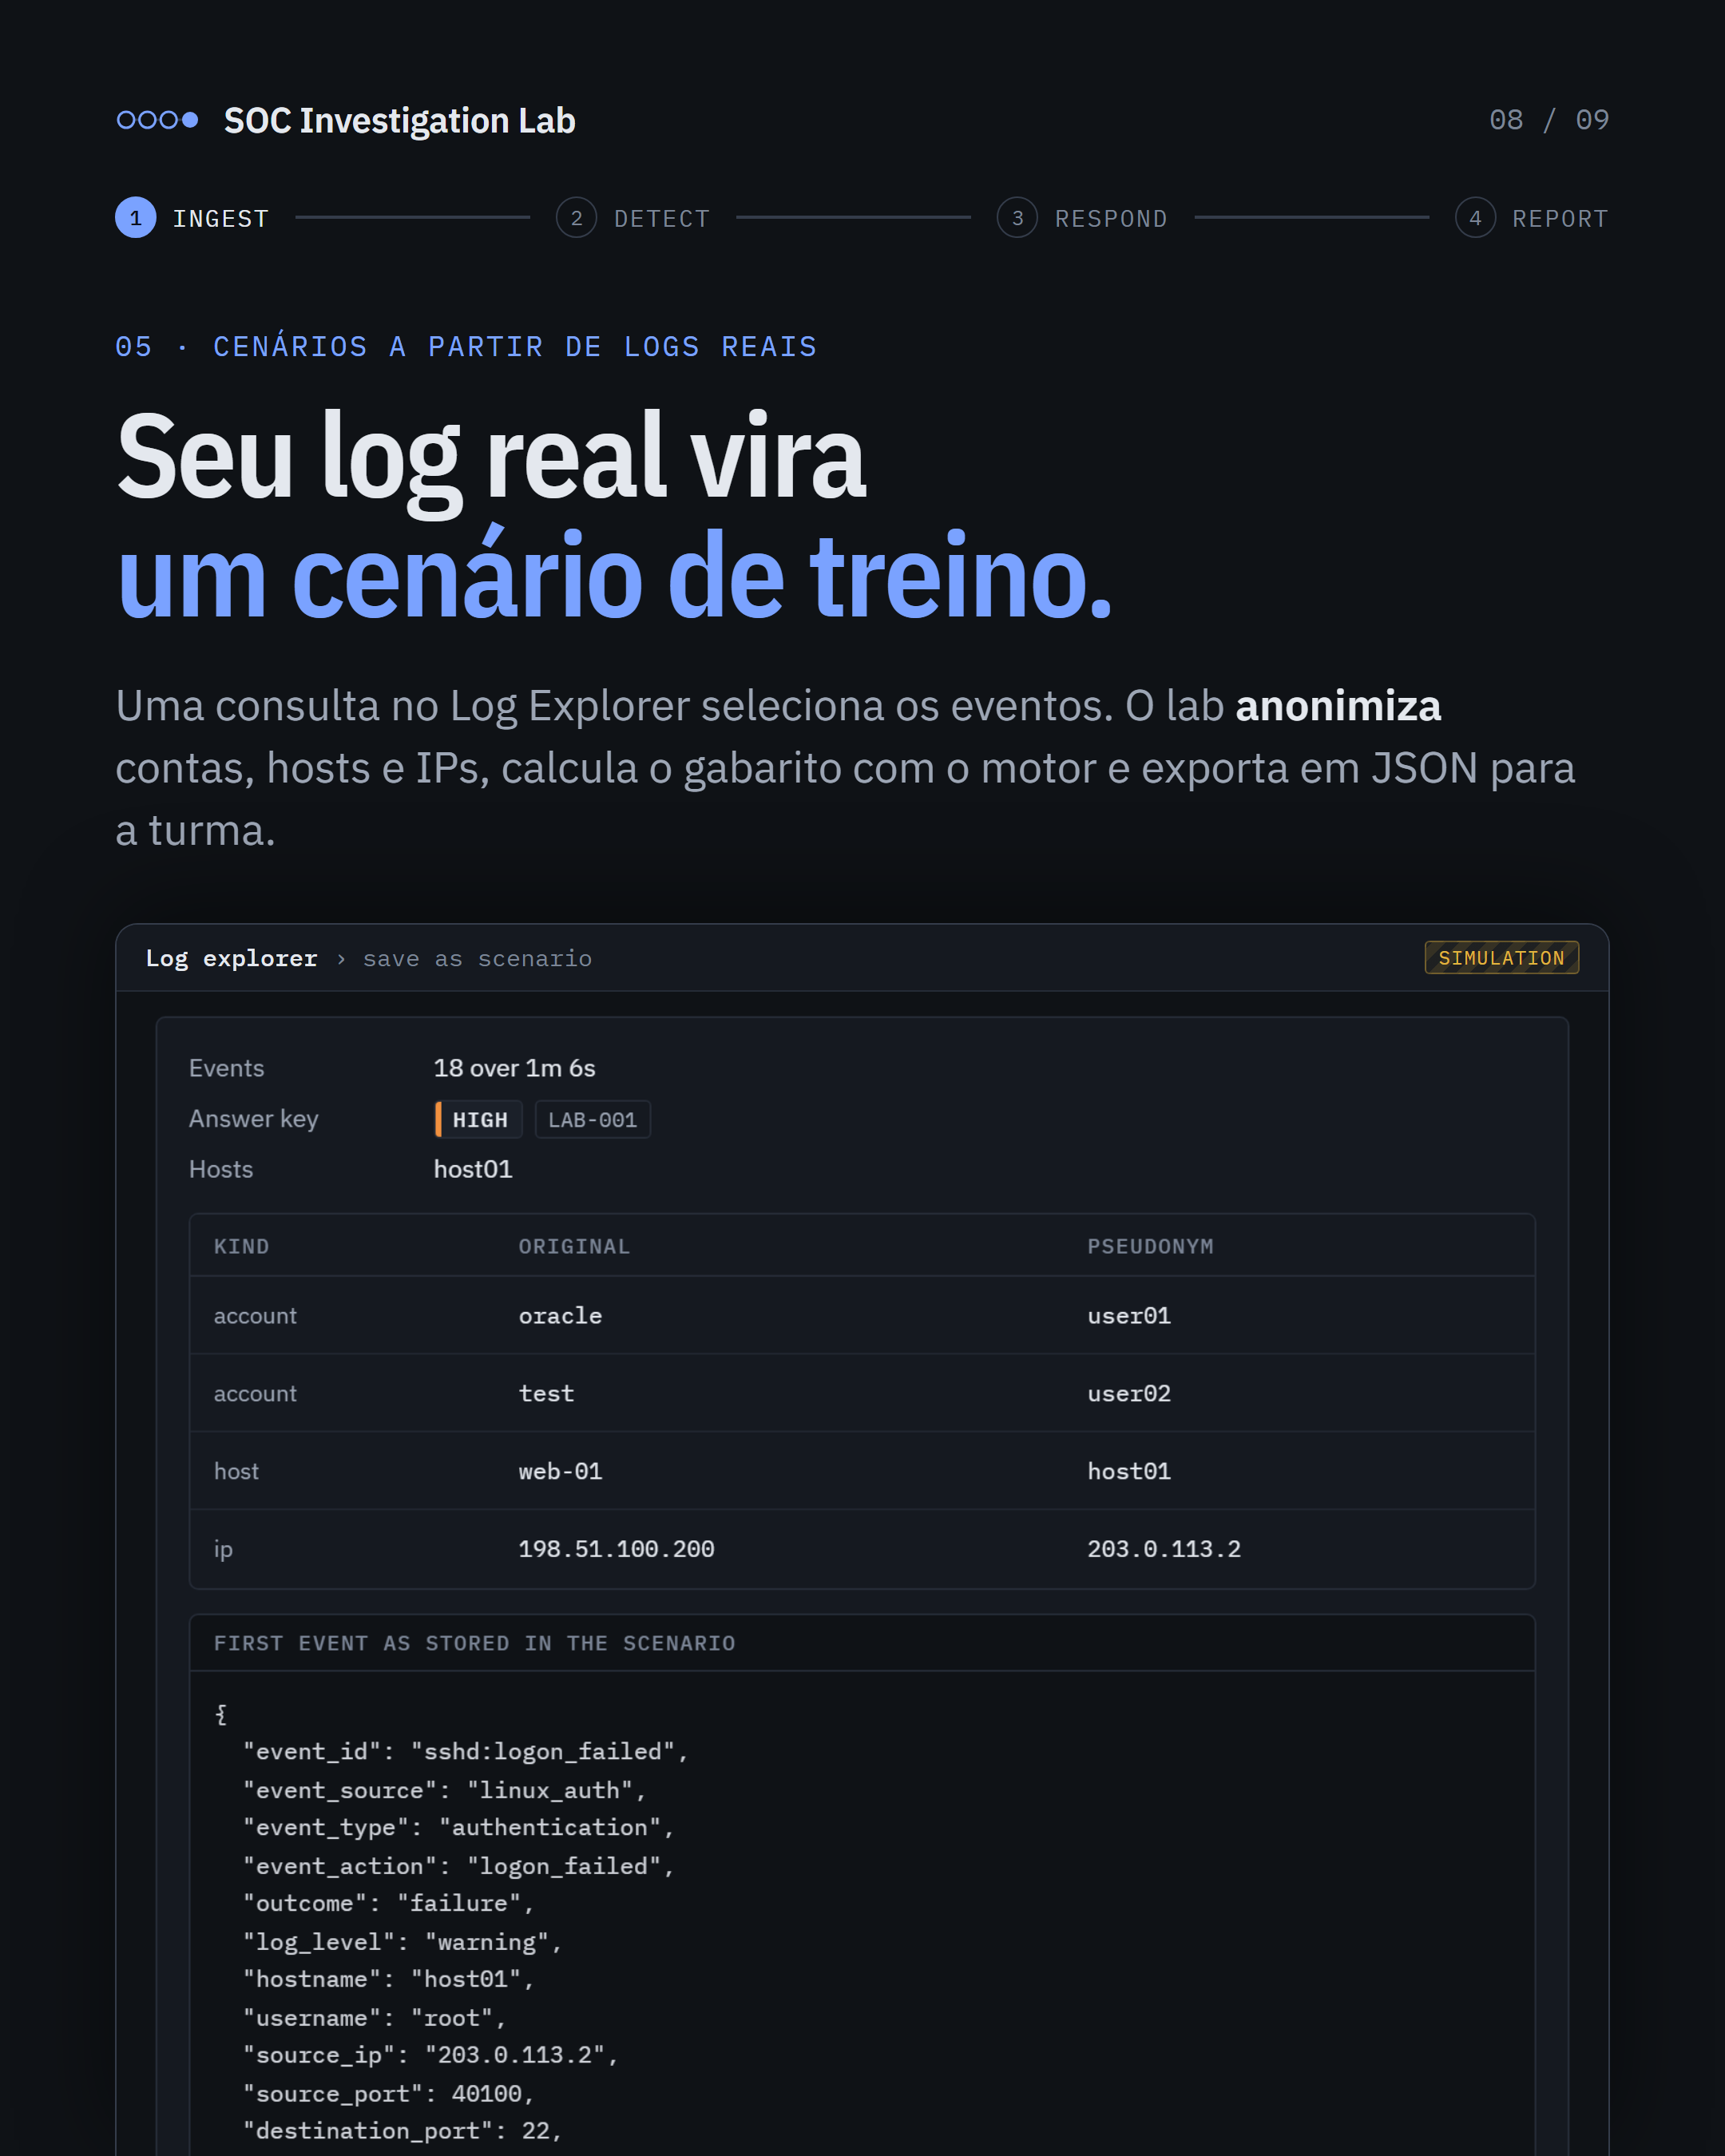 SOC Investigation Lab
08 / 09
1 INGEST 2 DETECT 3 RESPOND 4 REPORT
05 · CENÁRIOS A PARTIR DE LOGS REAIS
Seu log real vira
um cenário de treino.
Uma consulta no Log Explorer seleciona os eventos. O lab anonimiza
contas, hosts e IPs, calcula o gabarito com o motor e exporta em JSON para
a turma.
Log explorer › save as scenario
SIMULATION
Events 18 over 1m 6s
Answer key HIGH LAB-001
Hosts host01
KIND ORIGINAL PSEUDONYM
account oracle user01
account test user02
host web-01 host01
ip 198.51.100.200 203.0.113.2
FIRST EVENT AS STORED IN THE SCENARIO
{
"event_id": "sshd:logon_failed",
"event_source": "linux_auth",
"event_type": "authentication",
"event_action": "logon_failed",
"outcome": "failure",
"log_level": "warning",
"hostname": "host01",
"username": "root",
"source_ip": "203.0.113.2",
"source_port": 40100,
"destination_port": 22,